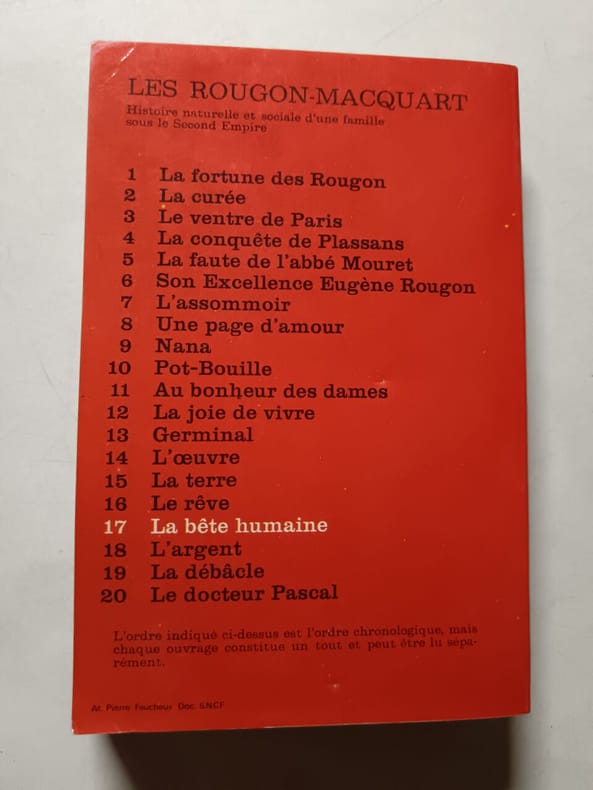 LES ROUGON-MACQUART
Histoire naturelle et sociale d'une famille
sous le Second Empire
1 La fortune des Rougon
2 La curée
3 Le ventre de Paris
4 La conquête de Plassans
5 La faute de l'abbé Mouret
6 Son Excellence Eugène Rougon
7 L'assommoir
8 Une page d'amour
9 Nana
10 Pot-Bouille
11 Au bonheur des dames
12 La joie de vivre
13 Germinal
14 L'œuvre
15 La terre
16 Le rêve
17 La bête humaine
18 L'argent
19 La débâcle
20 Le docteur Pascal
L'ordre indiqué ci-dessus est l'ordre chronologique, mais
chaque ouvrage constitue un tout et peut être lu sépa-
rément.
At. Pierre Faucheux Doc. S.N.C.F